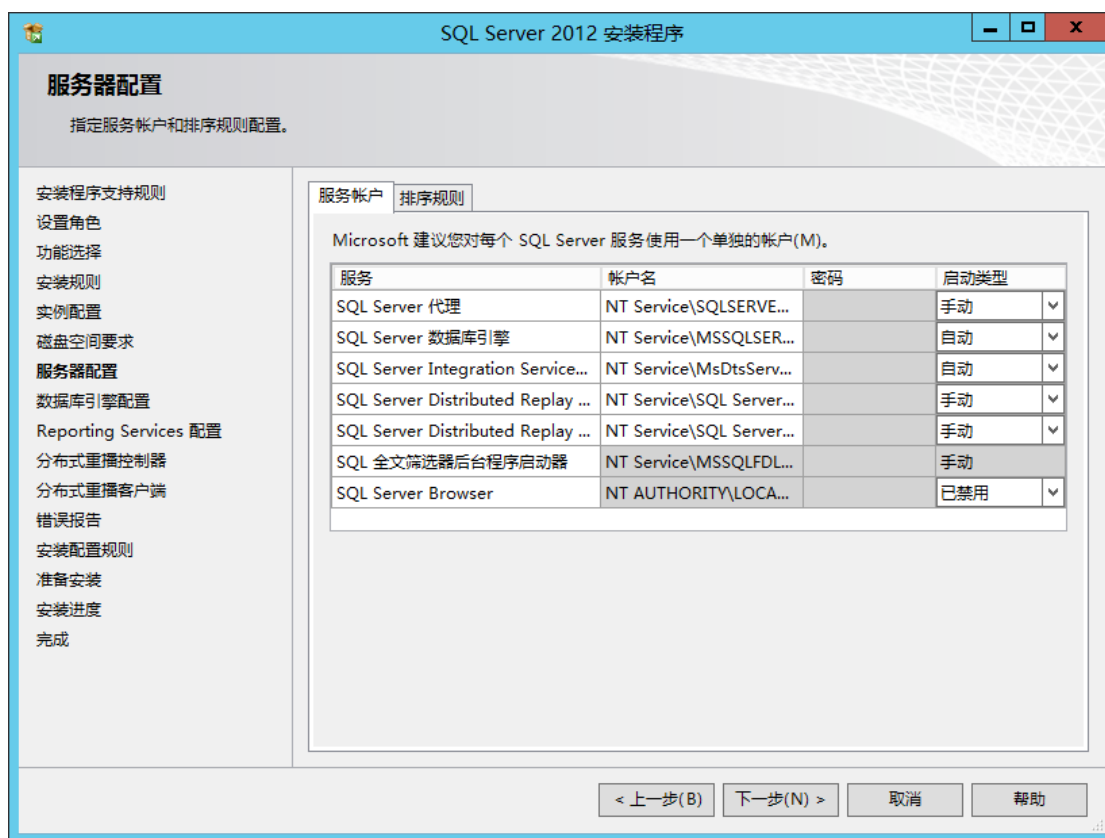 SQL Server 2012 安装程序
服务器配置
指定服务帐户和排序规则配置。
安装程序支持规则
设置角色
功能选择
安装规则
实例配置
磁盘空间要求
服务器配置
数据库引擎配置
Reporting Services 配置
分布式重播控制器
分布式重播客户端
错误报告
安装配置规则
准备安装
安装进度
完成
服务帐户 排序规则
Microsoft 建议您对每个 SQL Server 服务使用一个单独的帐户(M)。
服务 帐户名 密码 启动类型
SQL Server 代理 NT Service\SQLSERVE... 手动
SQL Server 数据库引擎 NT Service\MSSQLSER... 自动
SQL Server Integration Service... NT Service\MsDtsServ... 自动
SQL Server Distributed Replay ... NT Service\SQL Server... 手动
SQL Server Distributed Replay ... NT Service\SQL Server... 手动
SQL 全文筛选器后台程序启动器 NT Service\MSSQLFDL... 手动
SQL Server Browser NT AUTHORITY\LOCA... 已禁用
< 上一步(B) 下一步(N) > 取消 帮助